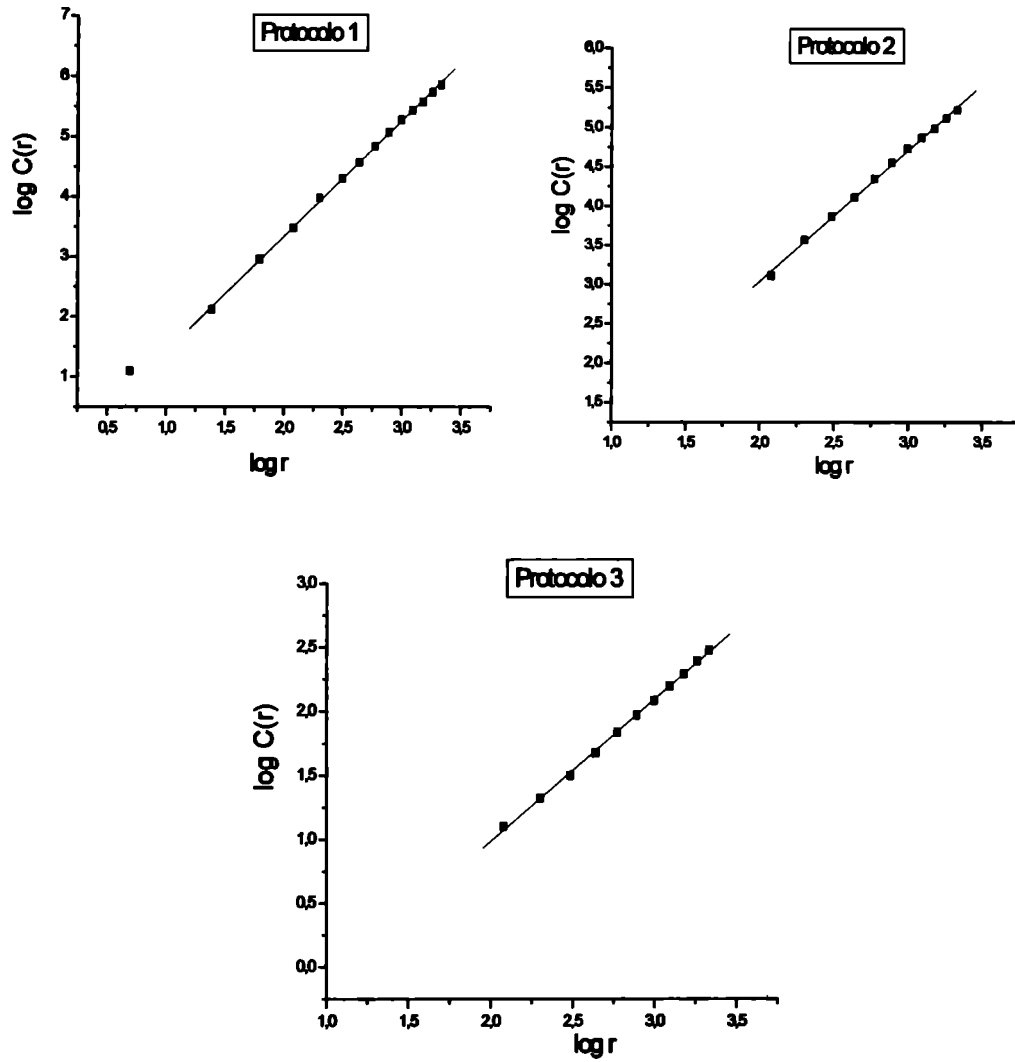 Protocolo 1
7
6
5
4
3
2
1
log C(r)
0,5 1,0 1,5 2,0 2,5 3,0 3,5
log r
Protocolo 2
6,0
5,5
5,0
4,5
4,0
3,5
3,0
2,5
2,0
1,5
log C(r)
1,0 1,5 2,0 2,5 3,0 3,5
log r
Protocolo 3
3,0
2,5
2,0
1,5
1,0
0,5
0,0
log C(r)
1,0 1,5 2,0 2,5 3,0 3,5
log r